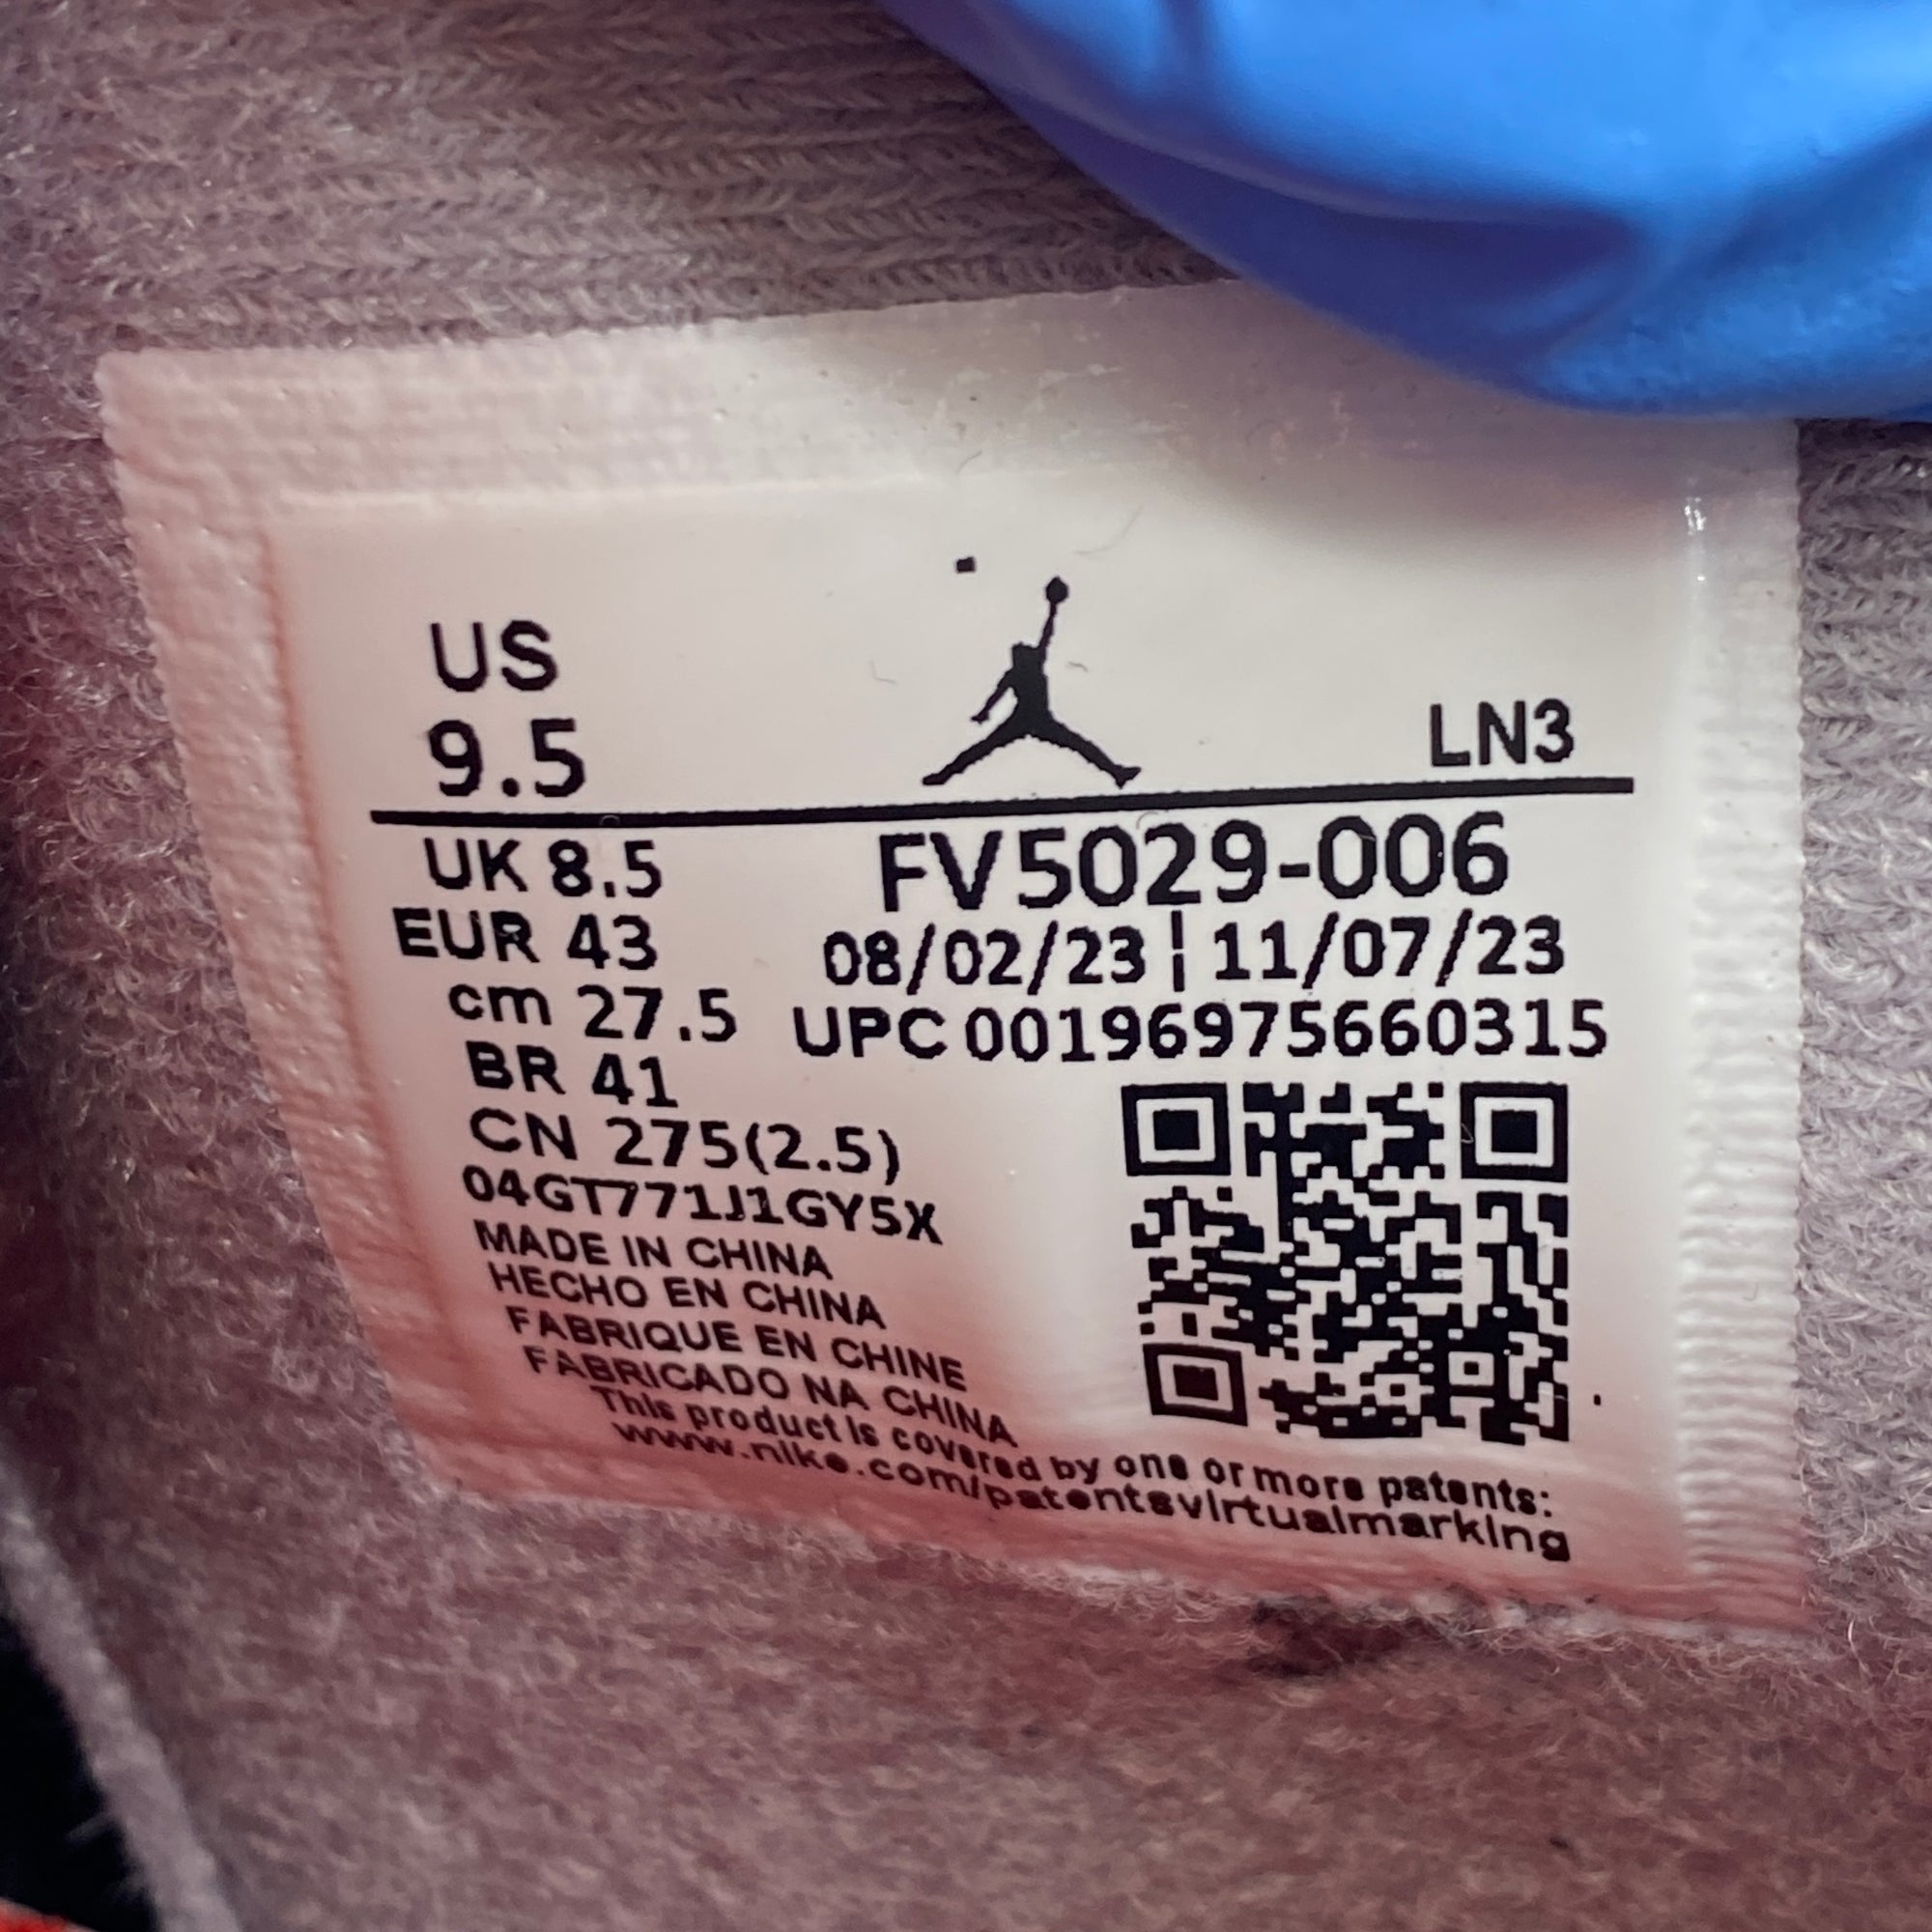 US
9.5
LN3
UK 8.5
EUR 43
cm 27.5
BR 41
CN 275(2.5)
04GT771J1GY5X
MADE IN CHINA
HECHO EN CHINA
FABRIQUE EN CHINE
FABRICADO NA CHINA
FV5029-006
08/02/23 | 11/07/23
UPC 00196975660315
This product is covered by one or more patents:
www.nike.com/patentsvirtualmarking